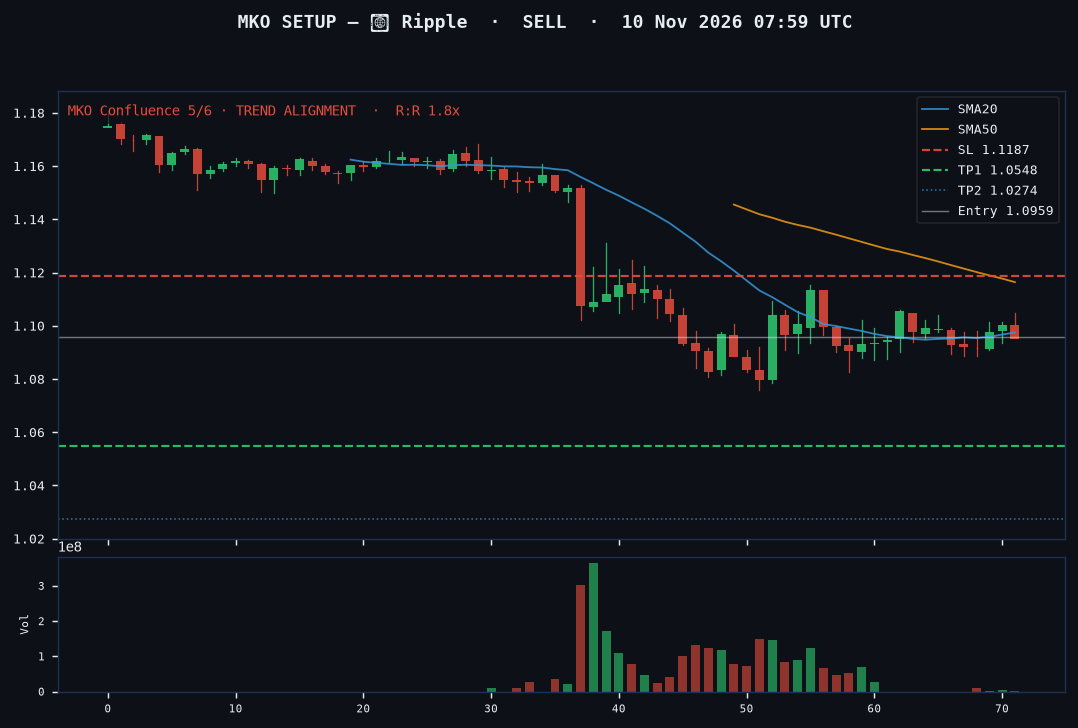 MKO SETUP — Ripple · SELL · 10 Nov 2026 07:59 UTC
MKO Confluence 5/6 · TREND ALIGNMENT · R:R 1.8x
SMA20
SMA50
SL 1.1187
TP1 1.0548
TP2 1.0274
Entry 1.0959
1.18
1.16
1.14
1.12
1.10
1.08
1.06
1.04
1.02
1e8
Vol
3
2
1
0
0 10 20 30 40 50 60 70